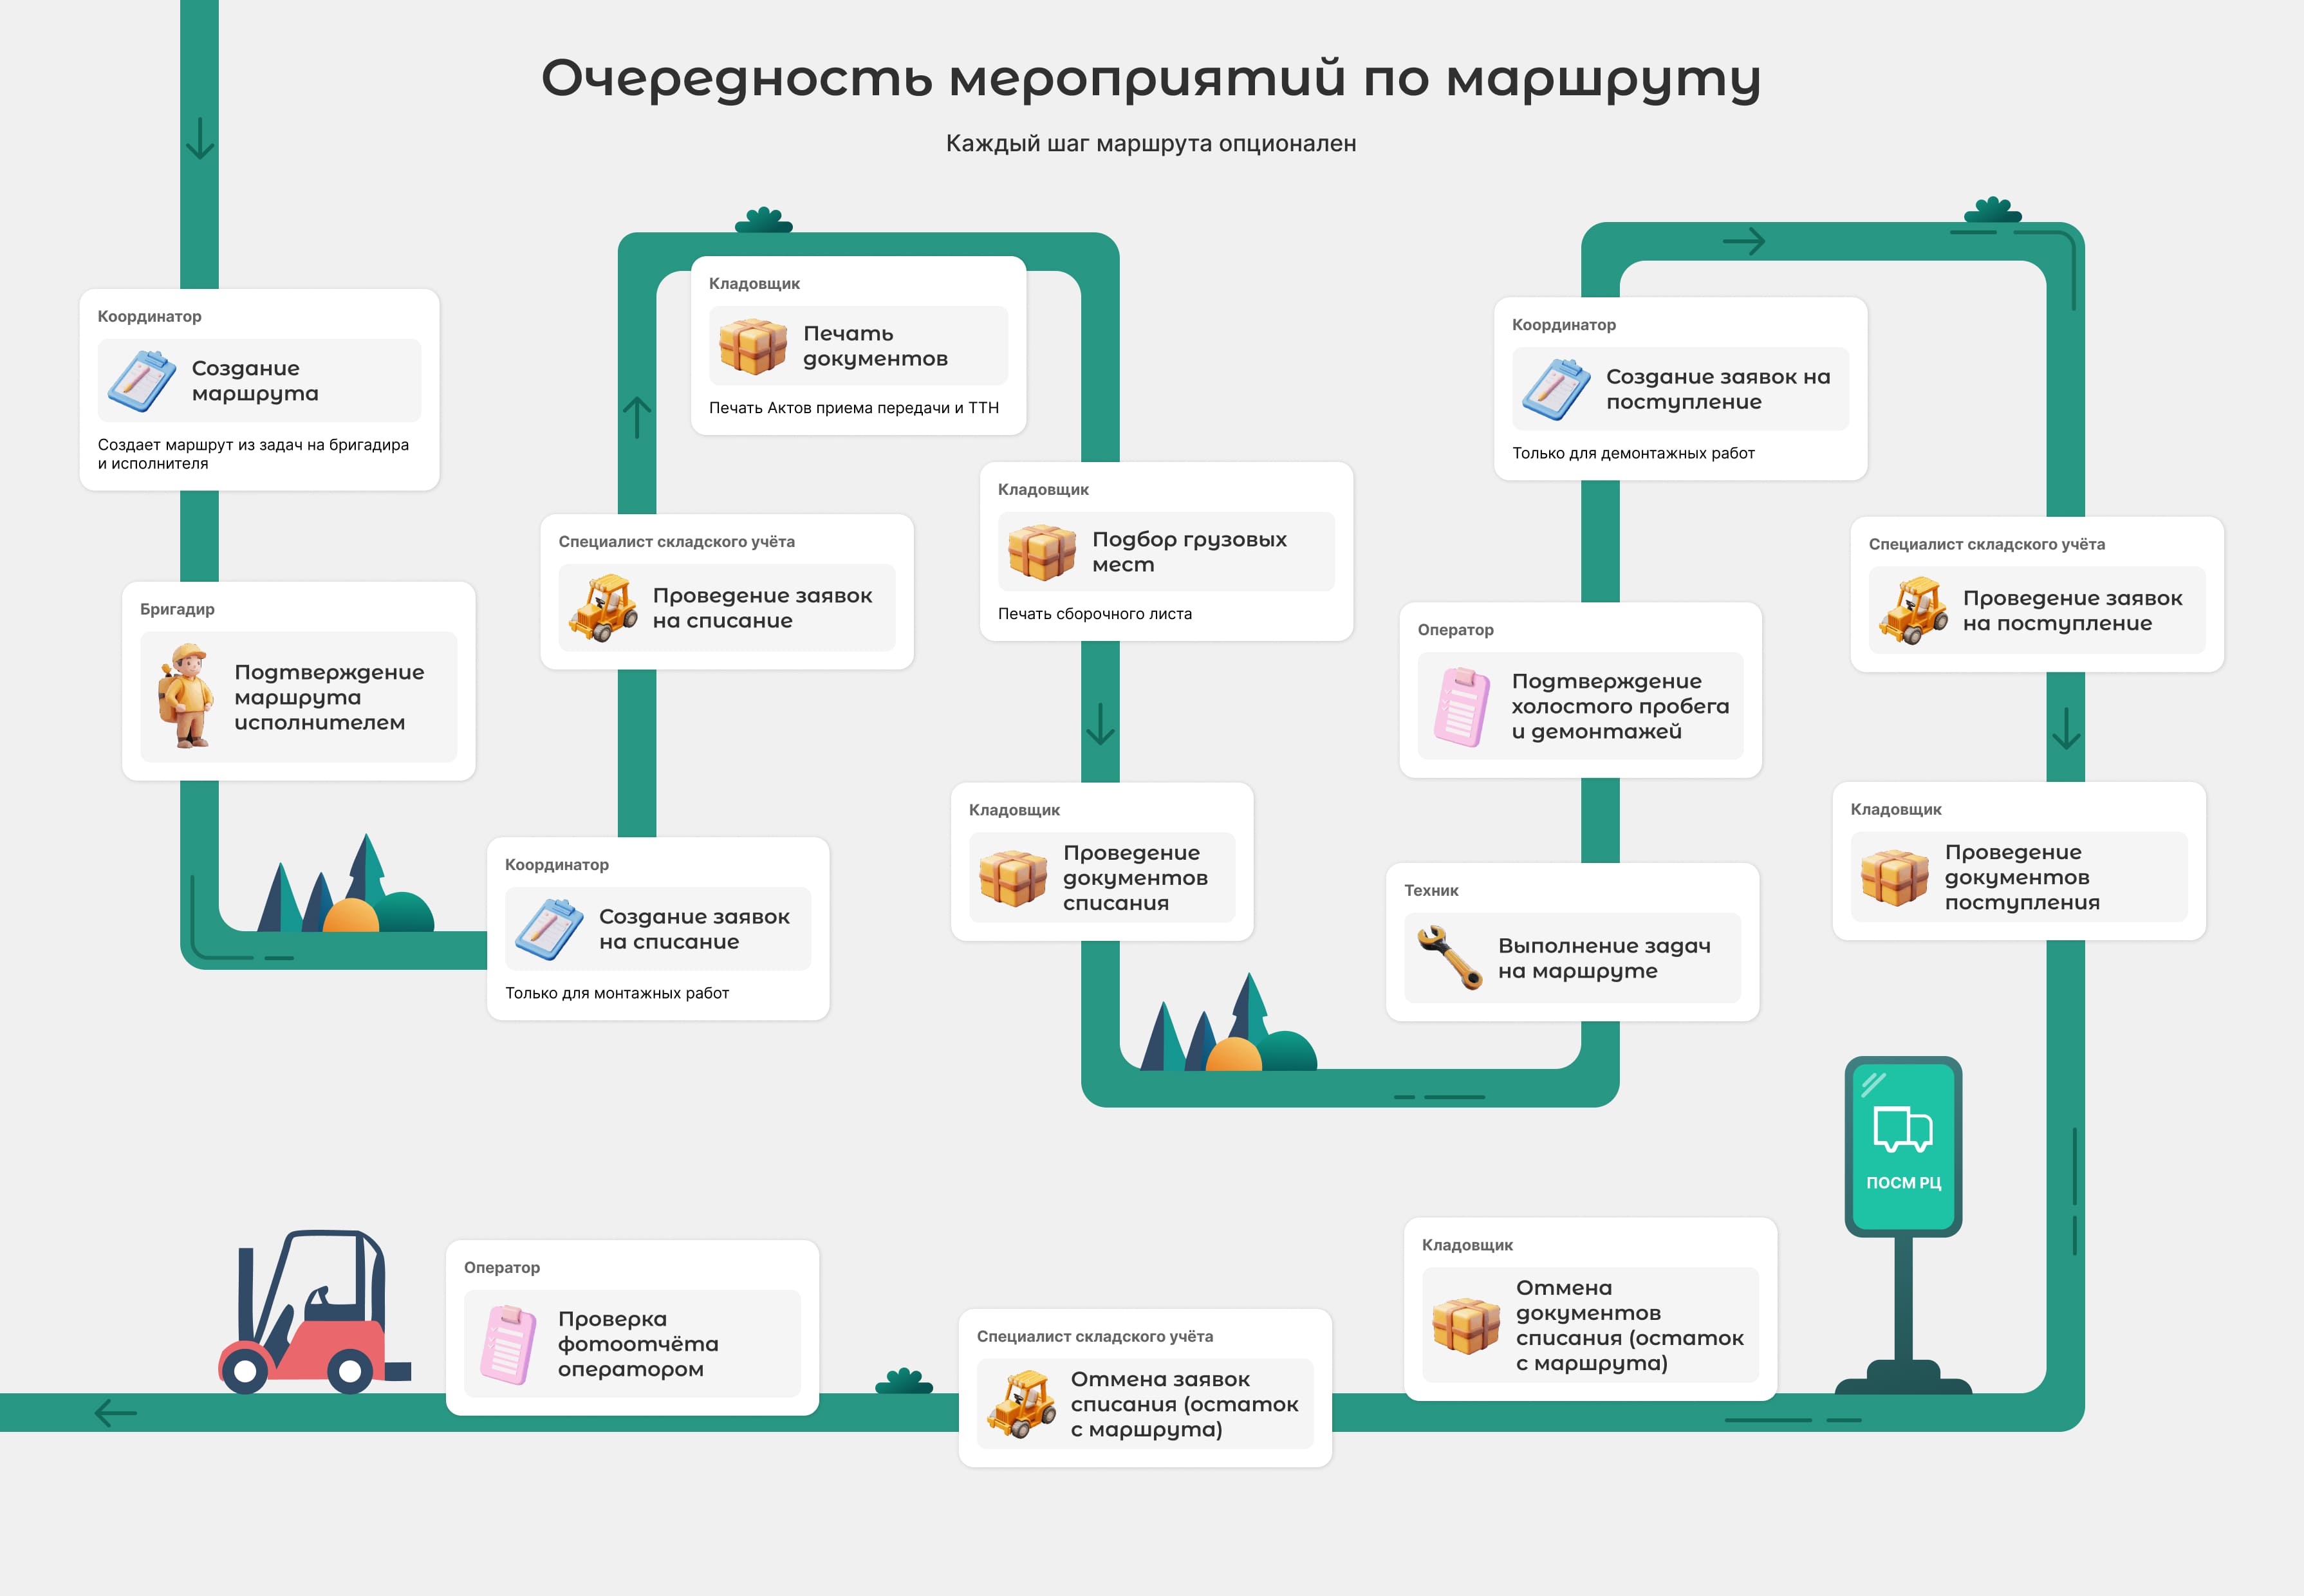 Очередность мероприятий по маршруту
Каждый шаг маршрута опционален
Координатор
Создание
маршрута
Создает маршрут из задач на бригадира
и исполнителя
Бригадир
Подтверждение
маршрута
исполнителем
Координатор
Создание заявок
на списание
Только для монтажных работ
Специалист складского учёта
Проведение заявок
на списание
Кладовщик
Печать
документов
Печать Актов приема передачи и ТТН
Кладовщик
Подбор грузовых
мест
Печать сборочного листа
Кладовщик
Проведение
документов
списания
Техник
Выполнение задач
на маршруте
Оператор
Подтверждение
холостого пробега
и демонтажей
Координатор
Создание заявок на
поступление
Только для демонтажных работ
Специалист складского учёта
Проведение заявок
на поступление
Кладовщик
Проведение
документов
поступления
ПОСМ РЦ
Кладовщик
Отмена
документов
списания (остаток
с маршрута)
Специалист складского учёта
Отмена заявок
списания (остаток
с маршрута)
Оператор
Проверка
фотоотчёта
оператором